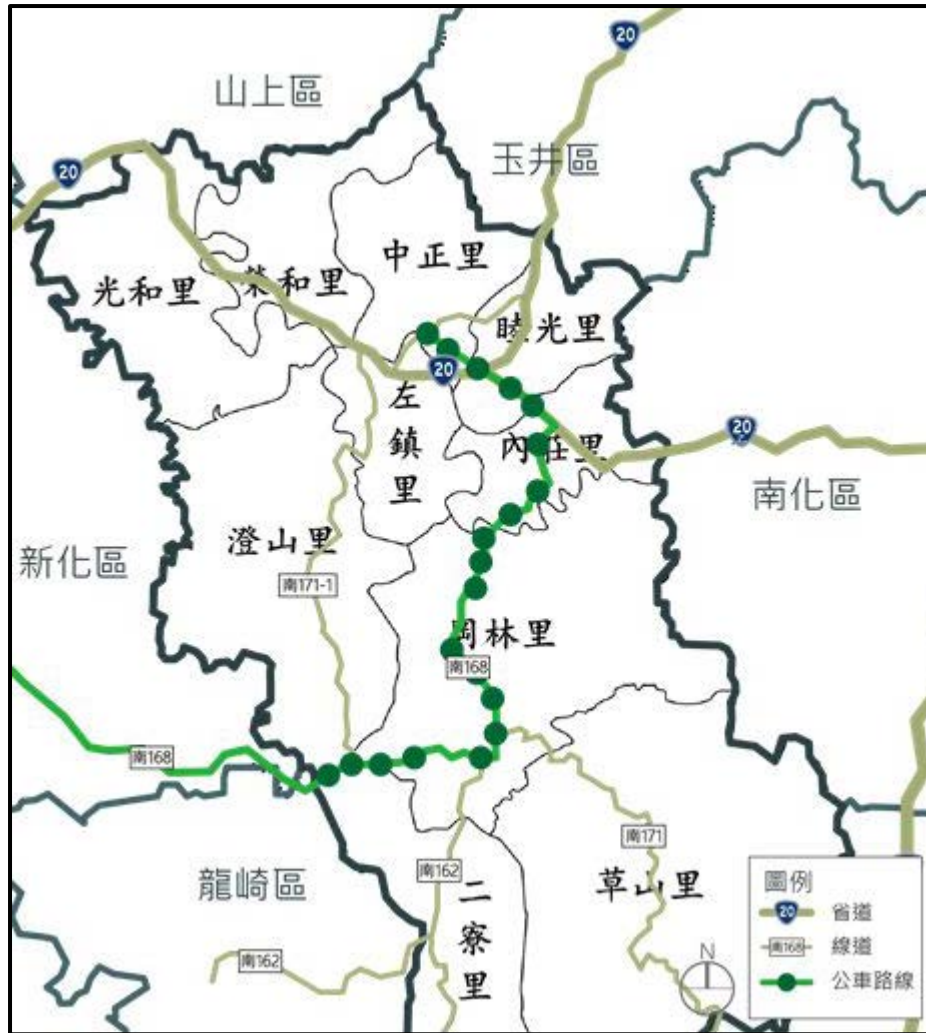 20
山上區
玉井區
20
中正里
光和里
榮和里
睦光里
20
左鎮里
20
內莊里
南化區
澄山里
新化區
南171-1
岡林里
南168
南168
南171
龍崎區
南162
草山里
二寮里
南162
N
圖例
20 省道
南168 線道
公車路線